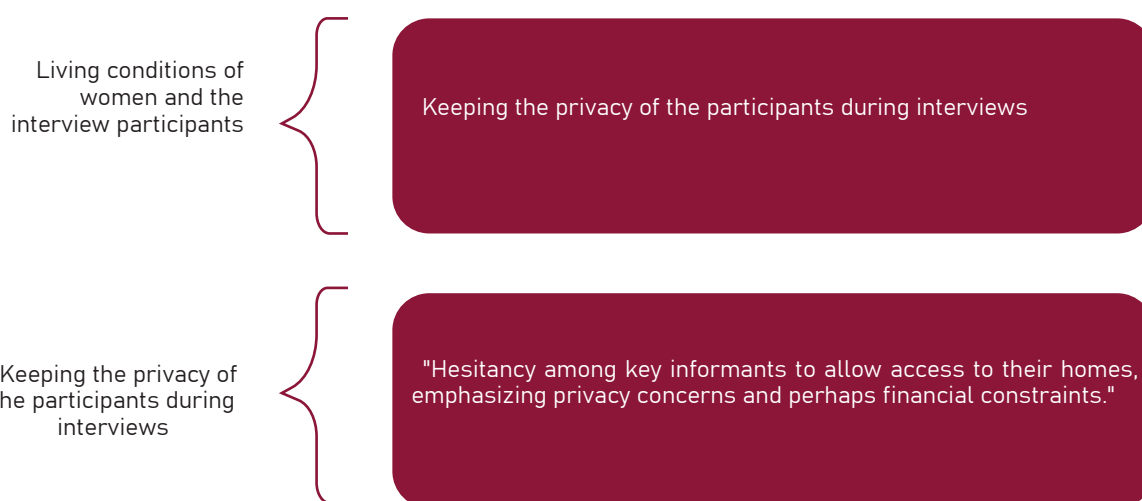 Living conditions of
women and the
interview participants
Keeping the privacy of the participants during interviews
Keeping the privacy of
he participants during
interviews
"Hesitancy among key informants to allow access to their homes,
emphasizing privacy concerns and perhaps financial constraints."